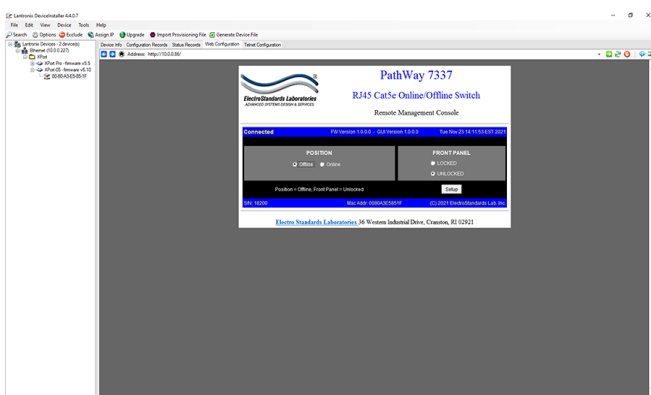 Lantronix DeviceInstaller 4.4.0.7
File Edit View Device Tools Help
Search Options Exclude Assign IP Upgrade Import Provisioning File Generate Device File
Lantronix Devices - 2 device(s)
Ethernet (10.0.0.227)
XPort
XPort Pro - firmware v5.5
XPort-05 - firmware v6.10
00-80-A3-E5-85-1F
Device Info Configuration Records Status Records Web Configuration Telnet Configuration
Address: http://10.0.0.88/
ElectroStandards Laboratories
ADVANCED SYSTEMS DESIGN & SERVICES
PathWay 7337
RJ45 Cat5e Online/Offline Switch
Remote Management Console
Connected FW Version 1.0.0.0 - GUI Version 1.0.0.0 Tue Nov 23 14:11:53 EST 2021
POSITION
Offline Online
FRONT PANEL
LOCKED
UNLOCKED
Position = Offline, Front Panel = Unlocked Setup
S/N: 18200 Mac Addr: 0080A3E5851F (C) 2021 ElectroStandards Lab. Inc.
Electro Standards Laboratories 36 Western Industrial Drive, Cranston, RI 02921